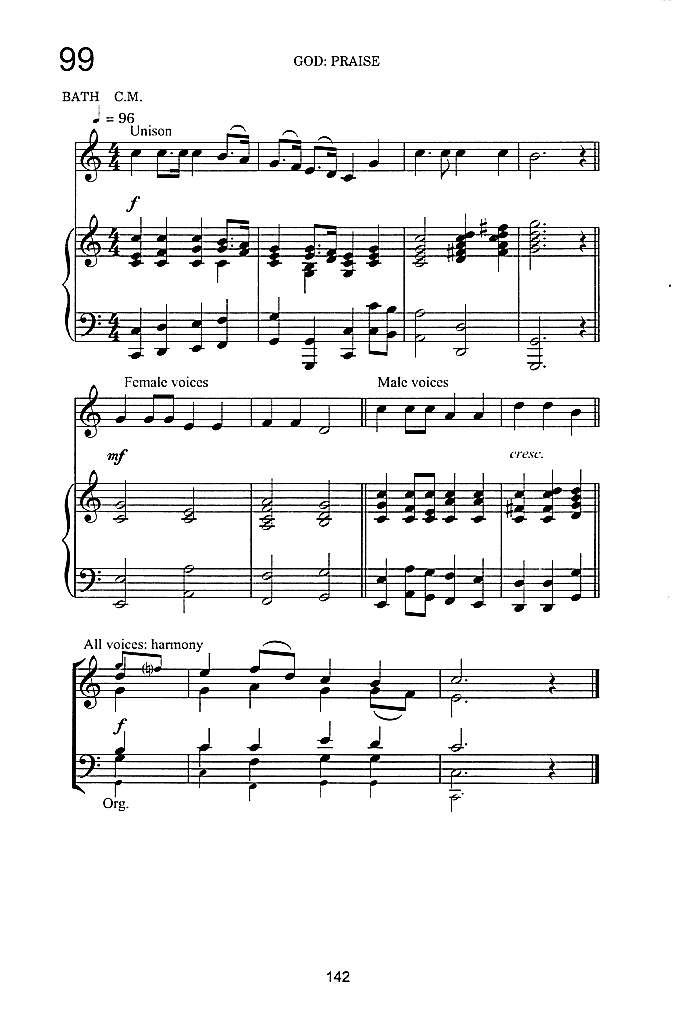 99
GOD: PRAISE
BATH C.M.
♩ = 96
Unison
f
Female voices
Male voices
mf
cresc.
All voices: harmony
f
Org.
142